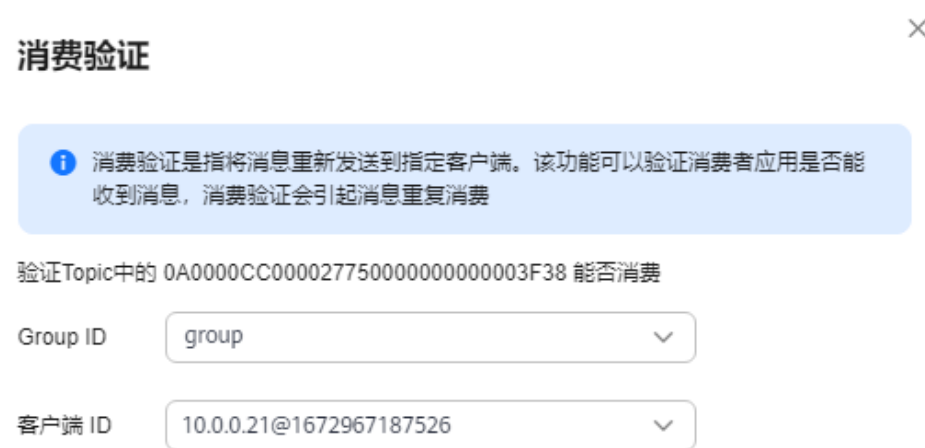 消费验证
消费验证是指将消息重新发送到指定客户端。该功能可以验证消费者应用是否能
收到消息，消费验证会引起消息重复消费
验证Topic中的 0A0000CC000027750000000000003F38 能否消费
Group ID group
客户端 ID 10.0.0.21@1672967187526